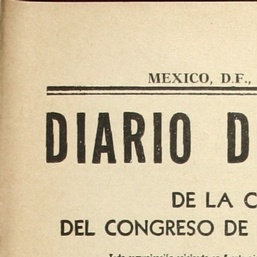 MEXICO, D.F.,
DIARIO D
DE LA C
DEL CONGRESO DE